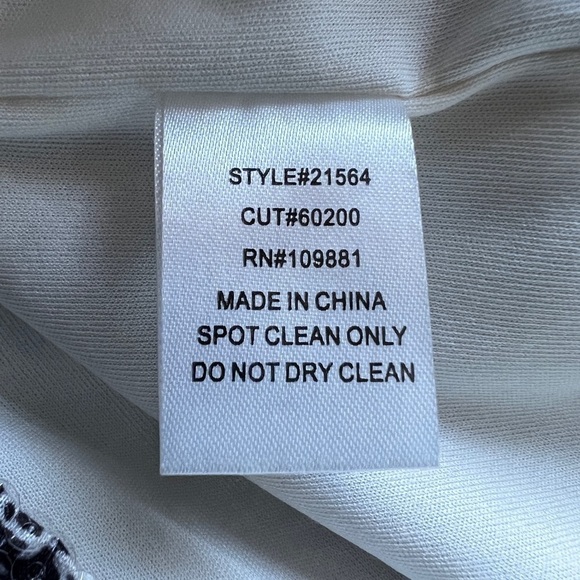 STYLE#21564
CUT#60200
RN#109881
MADE IN CHINA
SPOT CLEAN ONLY
DO NOT DRY CLEAN